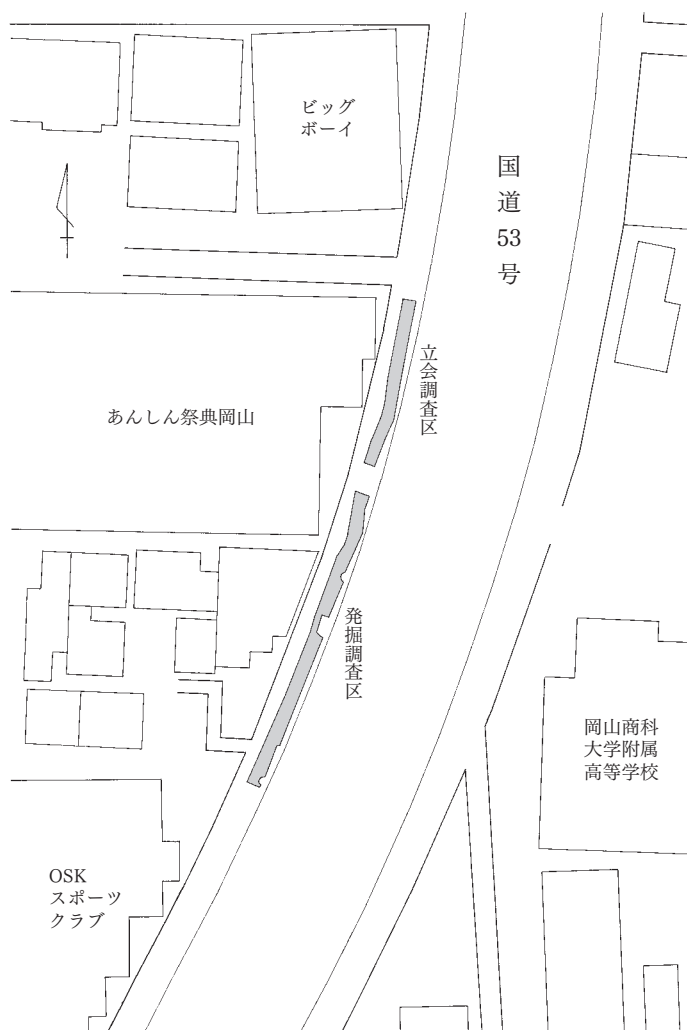 ビッグ
ボーイ
国道53号
立会調査区
あんしん祭典岡山
発掘調査区
岡山商科
大学附属
高等学校
OSK
スポーツ
クラブ